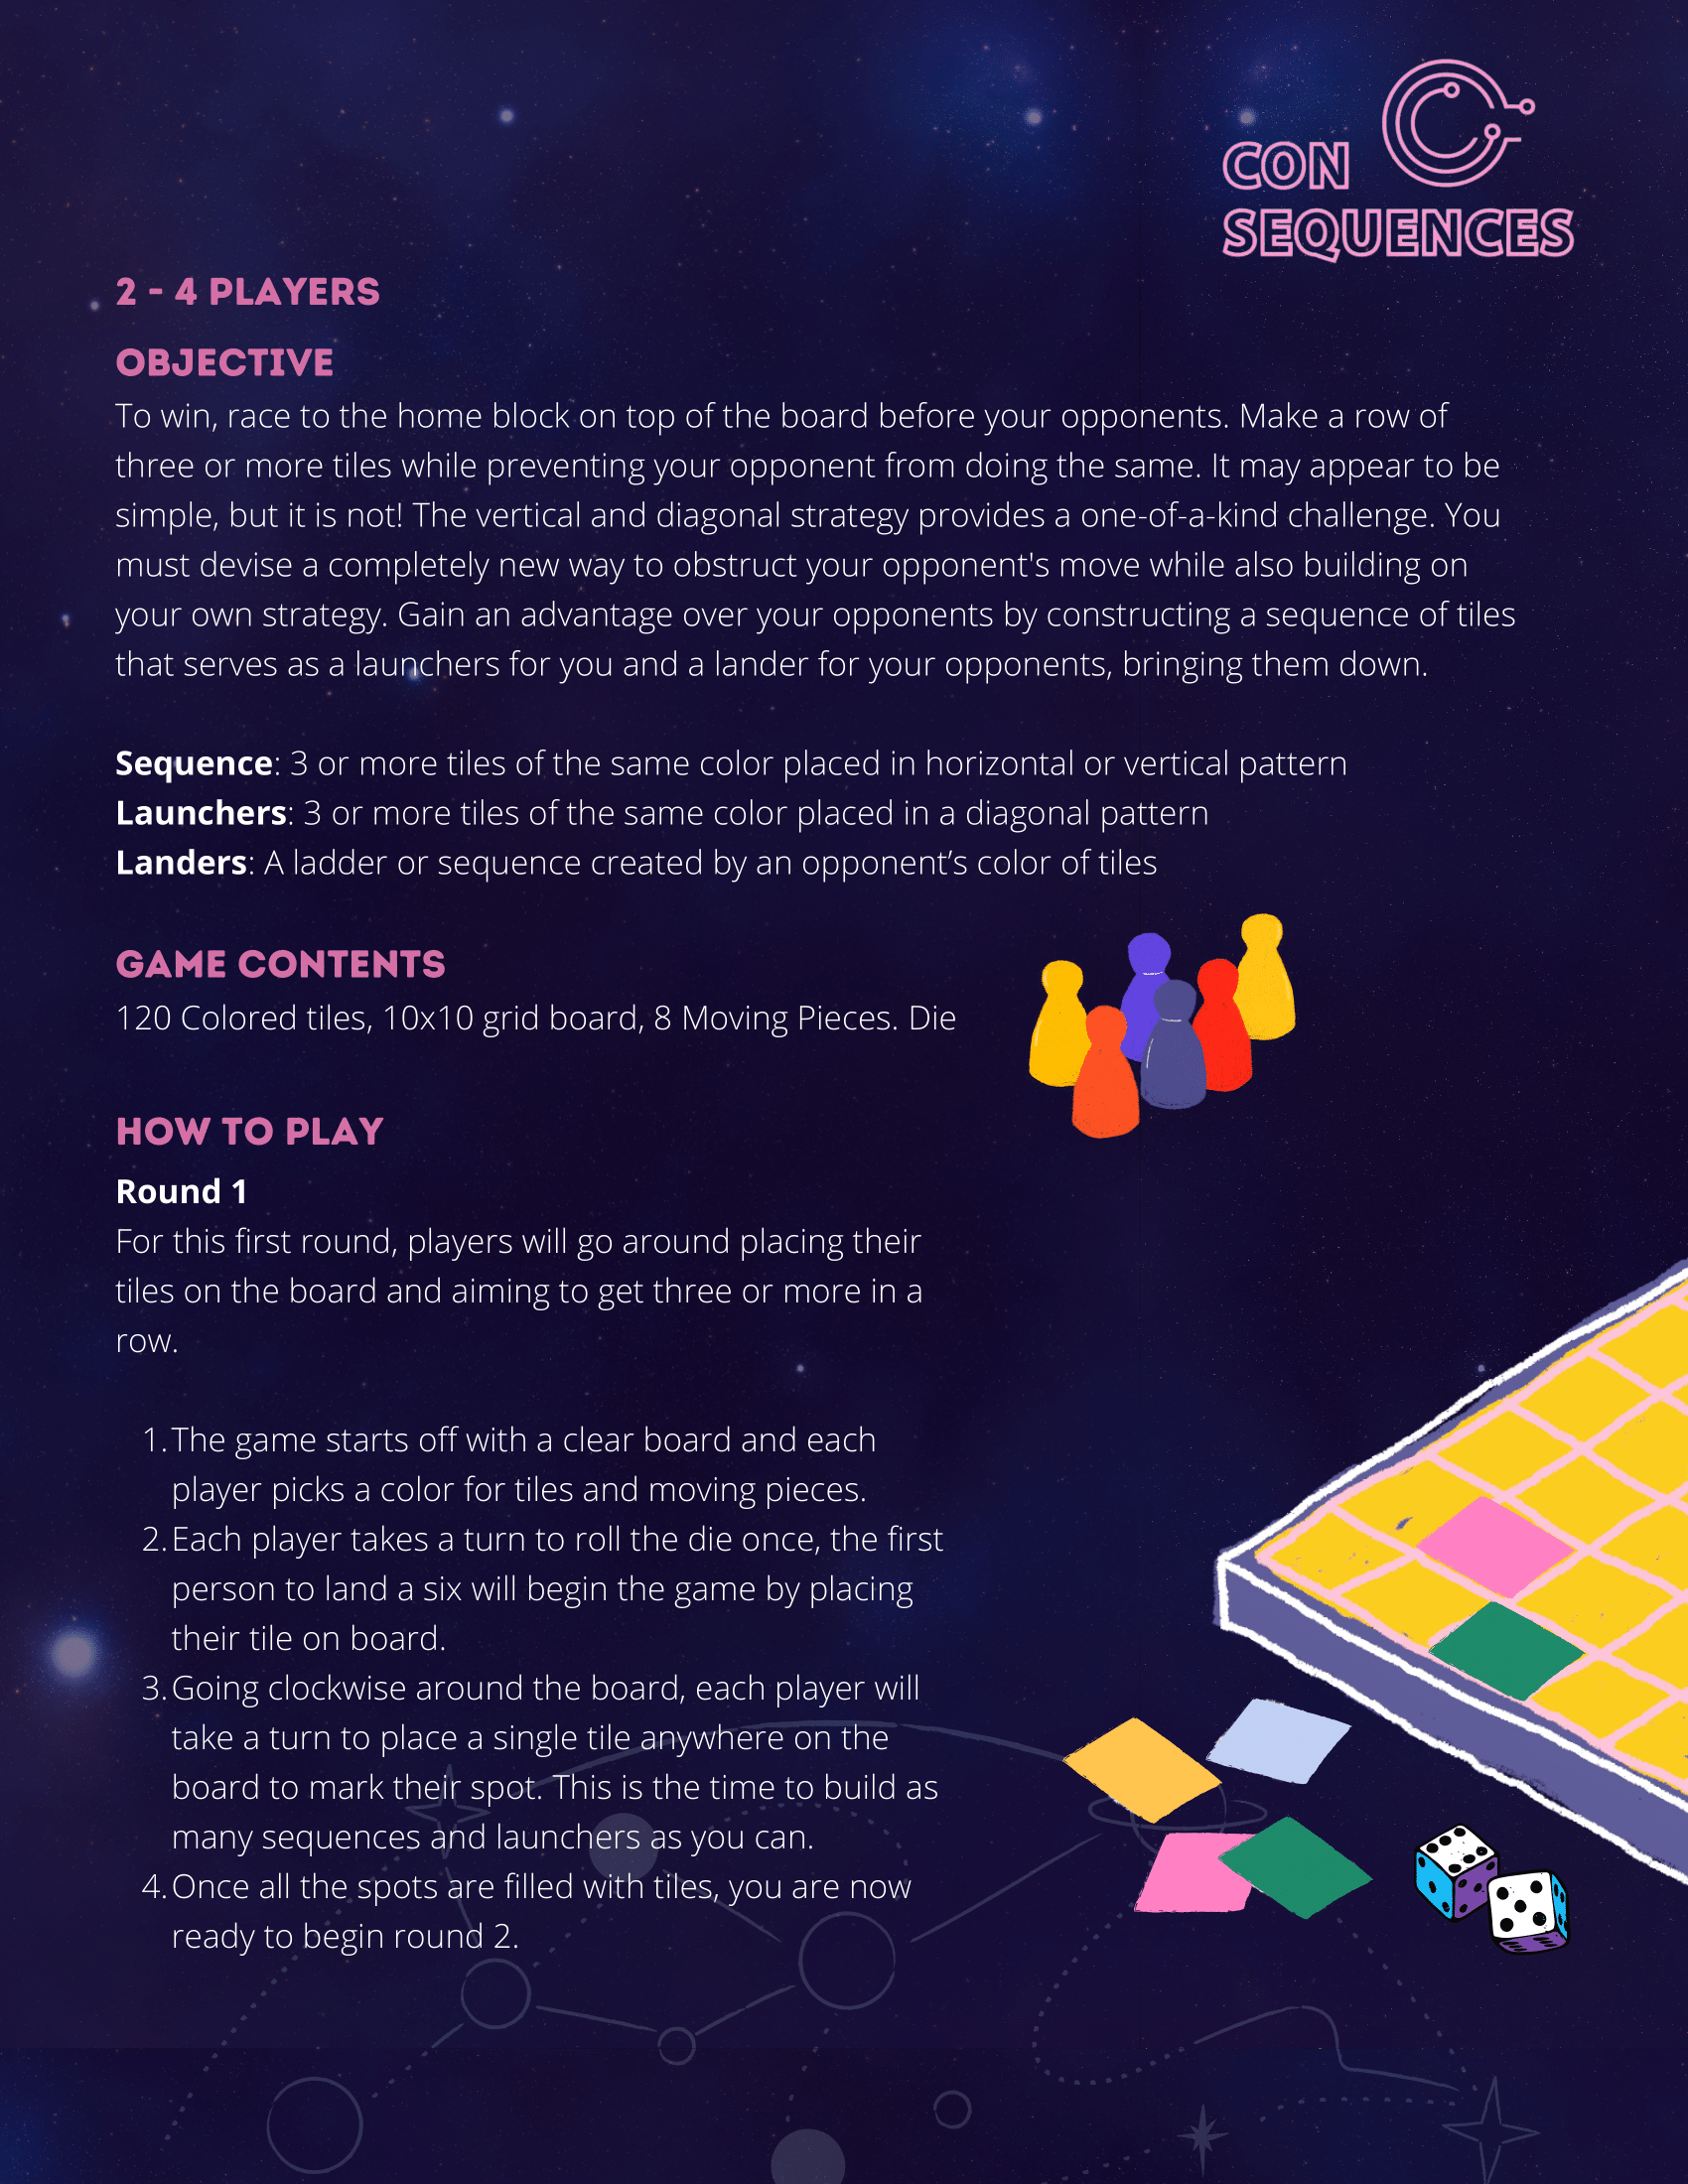 CON
SEQUENCES
2 - 4 PLAYERS
OBJECTIVE
To win, race to the home block on top of the board before your opponents. Make a row of
three or more tiles while preventing your opponent from doing the same. It may appear to be
simple, but it is not! The vertical and diagonal strategy provides a one-of-a-kind challenge. You
must devise a completely new way to obstruct your opponent's move while also building on
your own strategy. Gain an advantage over your opponents by constructing a sequence of tiles
that serves as a launchers for you and a lander for your opponents, bringing them down.
Sequence: 3 or more tiles of the same color placed in horizontal or vertical pattern
Launchers: 3 or more tiles of the same color placed in a diagonal pattern
Landers: A ladder or sequence created by an opponent’s color of tiles
GAME CONTENTS
120 Colored tiles, 10x10 grid board, 8 Moving Pieces. Die
HOW TO PLAY
Round 1
For this first round, players will go around placing their
tiles on the board and aiming to get three or more in a
row.
1. The game starts off with a clear board and each
player picks a color for tiles and moving pieces.
2. Each player takes a turn to roll the die once, the first
person to land a six will begin the game by placing
their tile on board.
3. Going clockwise around the board, each player will
take a turn to place a single tile anywhere on the
board to mark their spot. This is the time to build as
many sequences and launchers as you can.
4. Once all the spots are filled with tiles, you are now
ready to begin round 2.